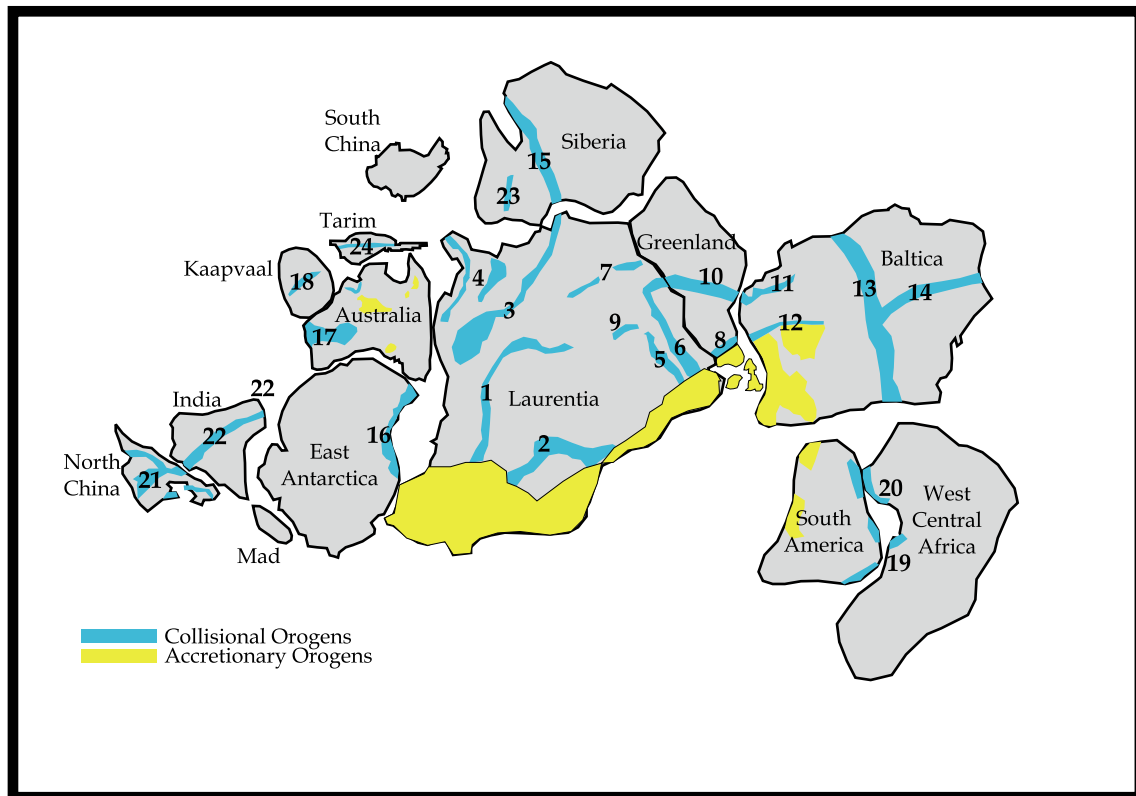 South
China
Siberia
15
23
Tarim
24
Greenland
Kaapvaal
18
4
7
10
Baltica
11
13
14
3
Australia
17
9
12
8
6
5
22
India
1
Laurentia
22
16
2
East
Antarctica
North
China
21
20
West
Central
Africa
South
America
19
Mad
Collisional Orogens
Accretionary Orogens